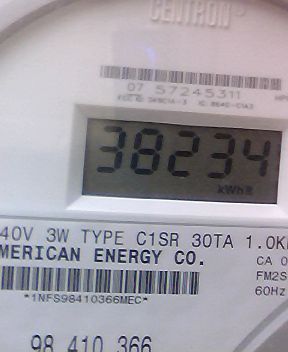 CENTRON®
07 57245311
38234
kWh
40V 3W TYPE C1SR 30TA 1.0K
MERICAN ENERGY CO.
CA 0
FM2S
60Hz
*1NFS98410366MEC*
98 410 366